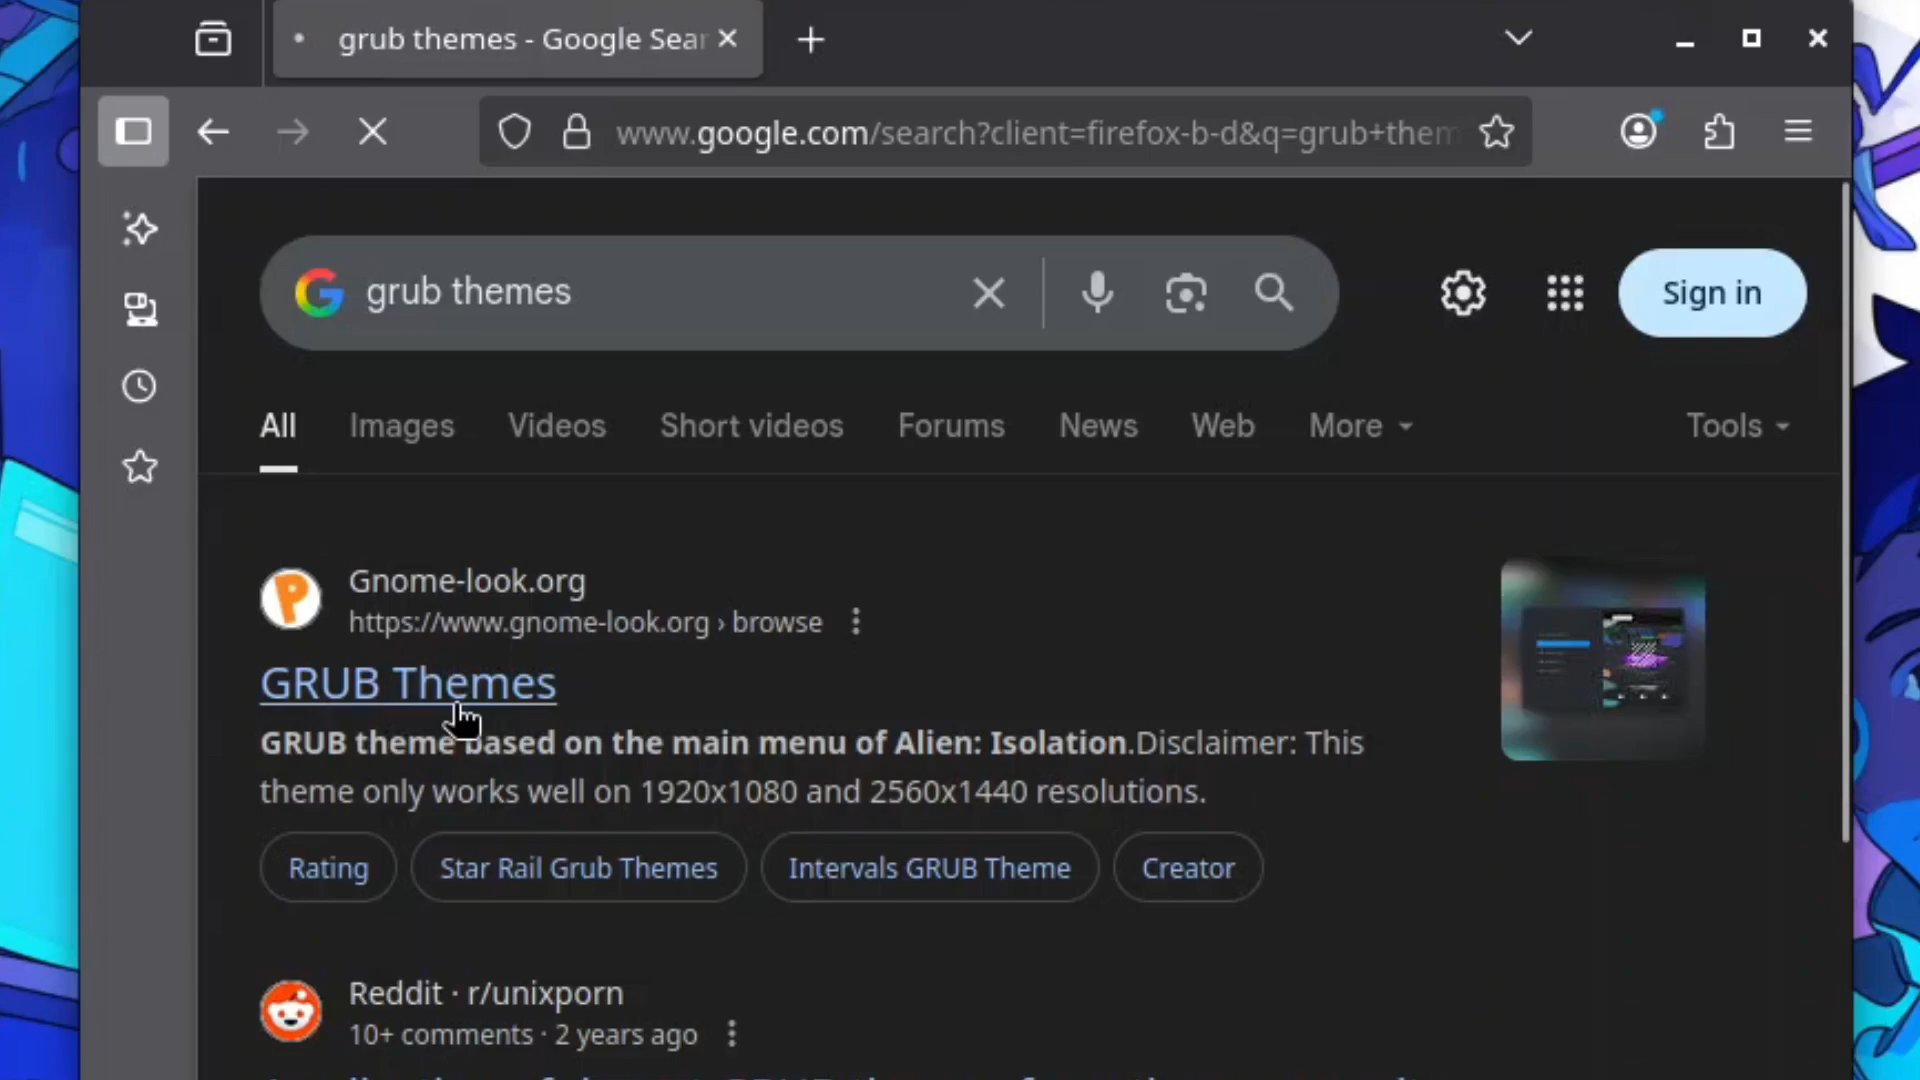 grub themes - Google Sear
www.google.com/search?client=firefox-b-d&q=grub+them
grub themes
Sign in
All Images Videos Short videos Forums News Web More Tools
Gnome-look.org
https://www.gnome-look.org › browse
GRUB Themes
GRUB theme based on the main menu of Alien: Isolation.Disclaimer: This
theme only works well on 1920x1080 and 2560x1440 resolutions.
Rating Star Rail Grub Themes Intervals GRUB Theme Creator
Reddit · r/unixporn
10+ comments · 2 years ago